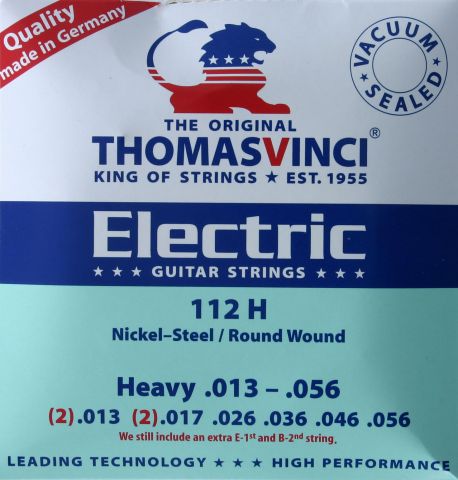 Quality
made in Germany
VACUUM
SEALED
THE ORIGINAL
THOMASVINCI®
KING OF STRINGS ★ EST. 1955
Electric
★ ★ ★ GUITAR STRINGS ★ ★ ★
112 H
Nickel–Steel / Round Wound
Heavy .013 – .056
(2).013 (2).017 .026 .036 .046 .056
We still include an extra E-1st and B-2nd string.
LEADING TECHNOLOGY ★ ★ ★ HIGH PERFORMANCE